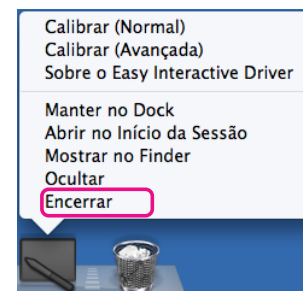 Calibrar (Normal)
Calibrar (Avançada)
Sobre o Easy Interactive Driver
Manter no Dock
Abrir no Início da Sessão
Mostrar no Finder
Ocultar
Encerrar